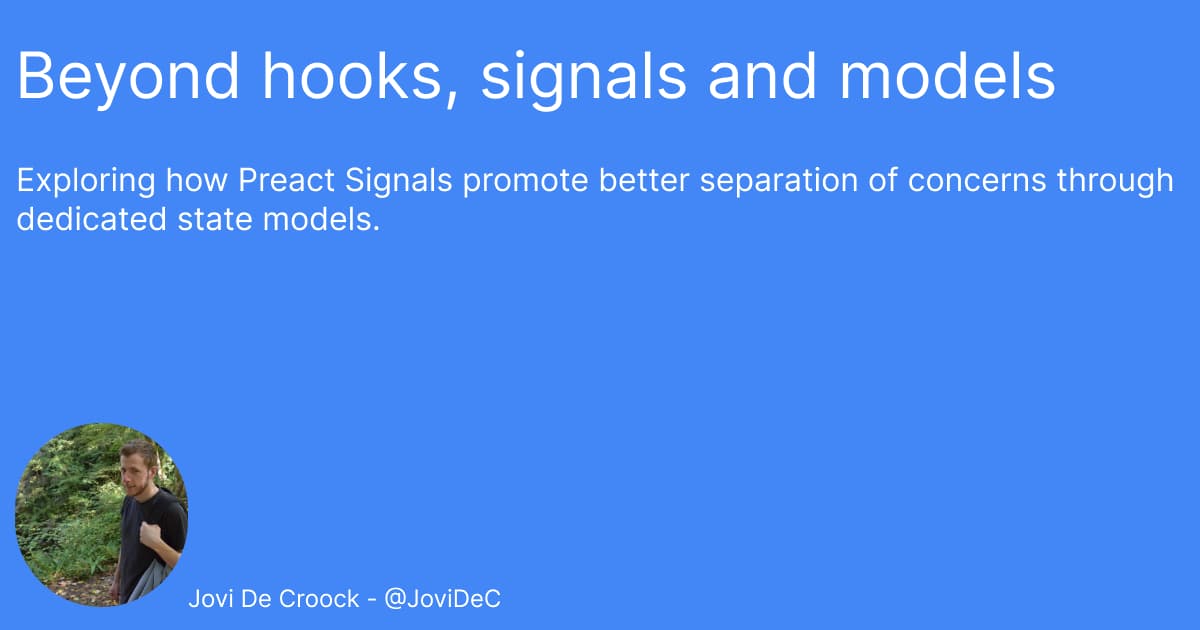 Beyond hooks, signals and models
Exploring how Preact Signals promote better separation of concerns through
dedicated state models.
Jovi De Croock - @JoviDeC